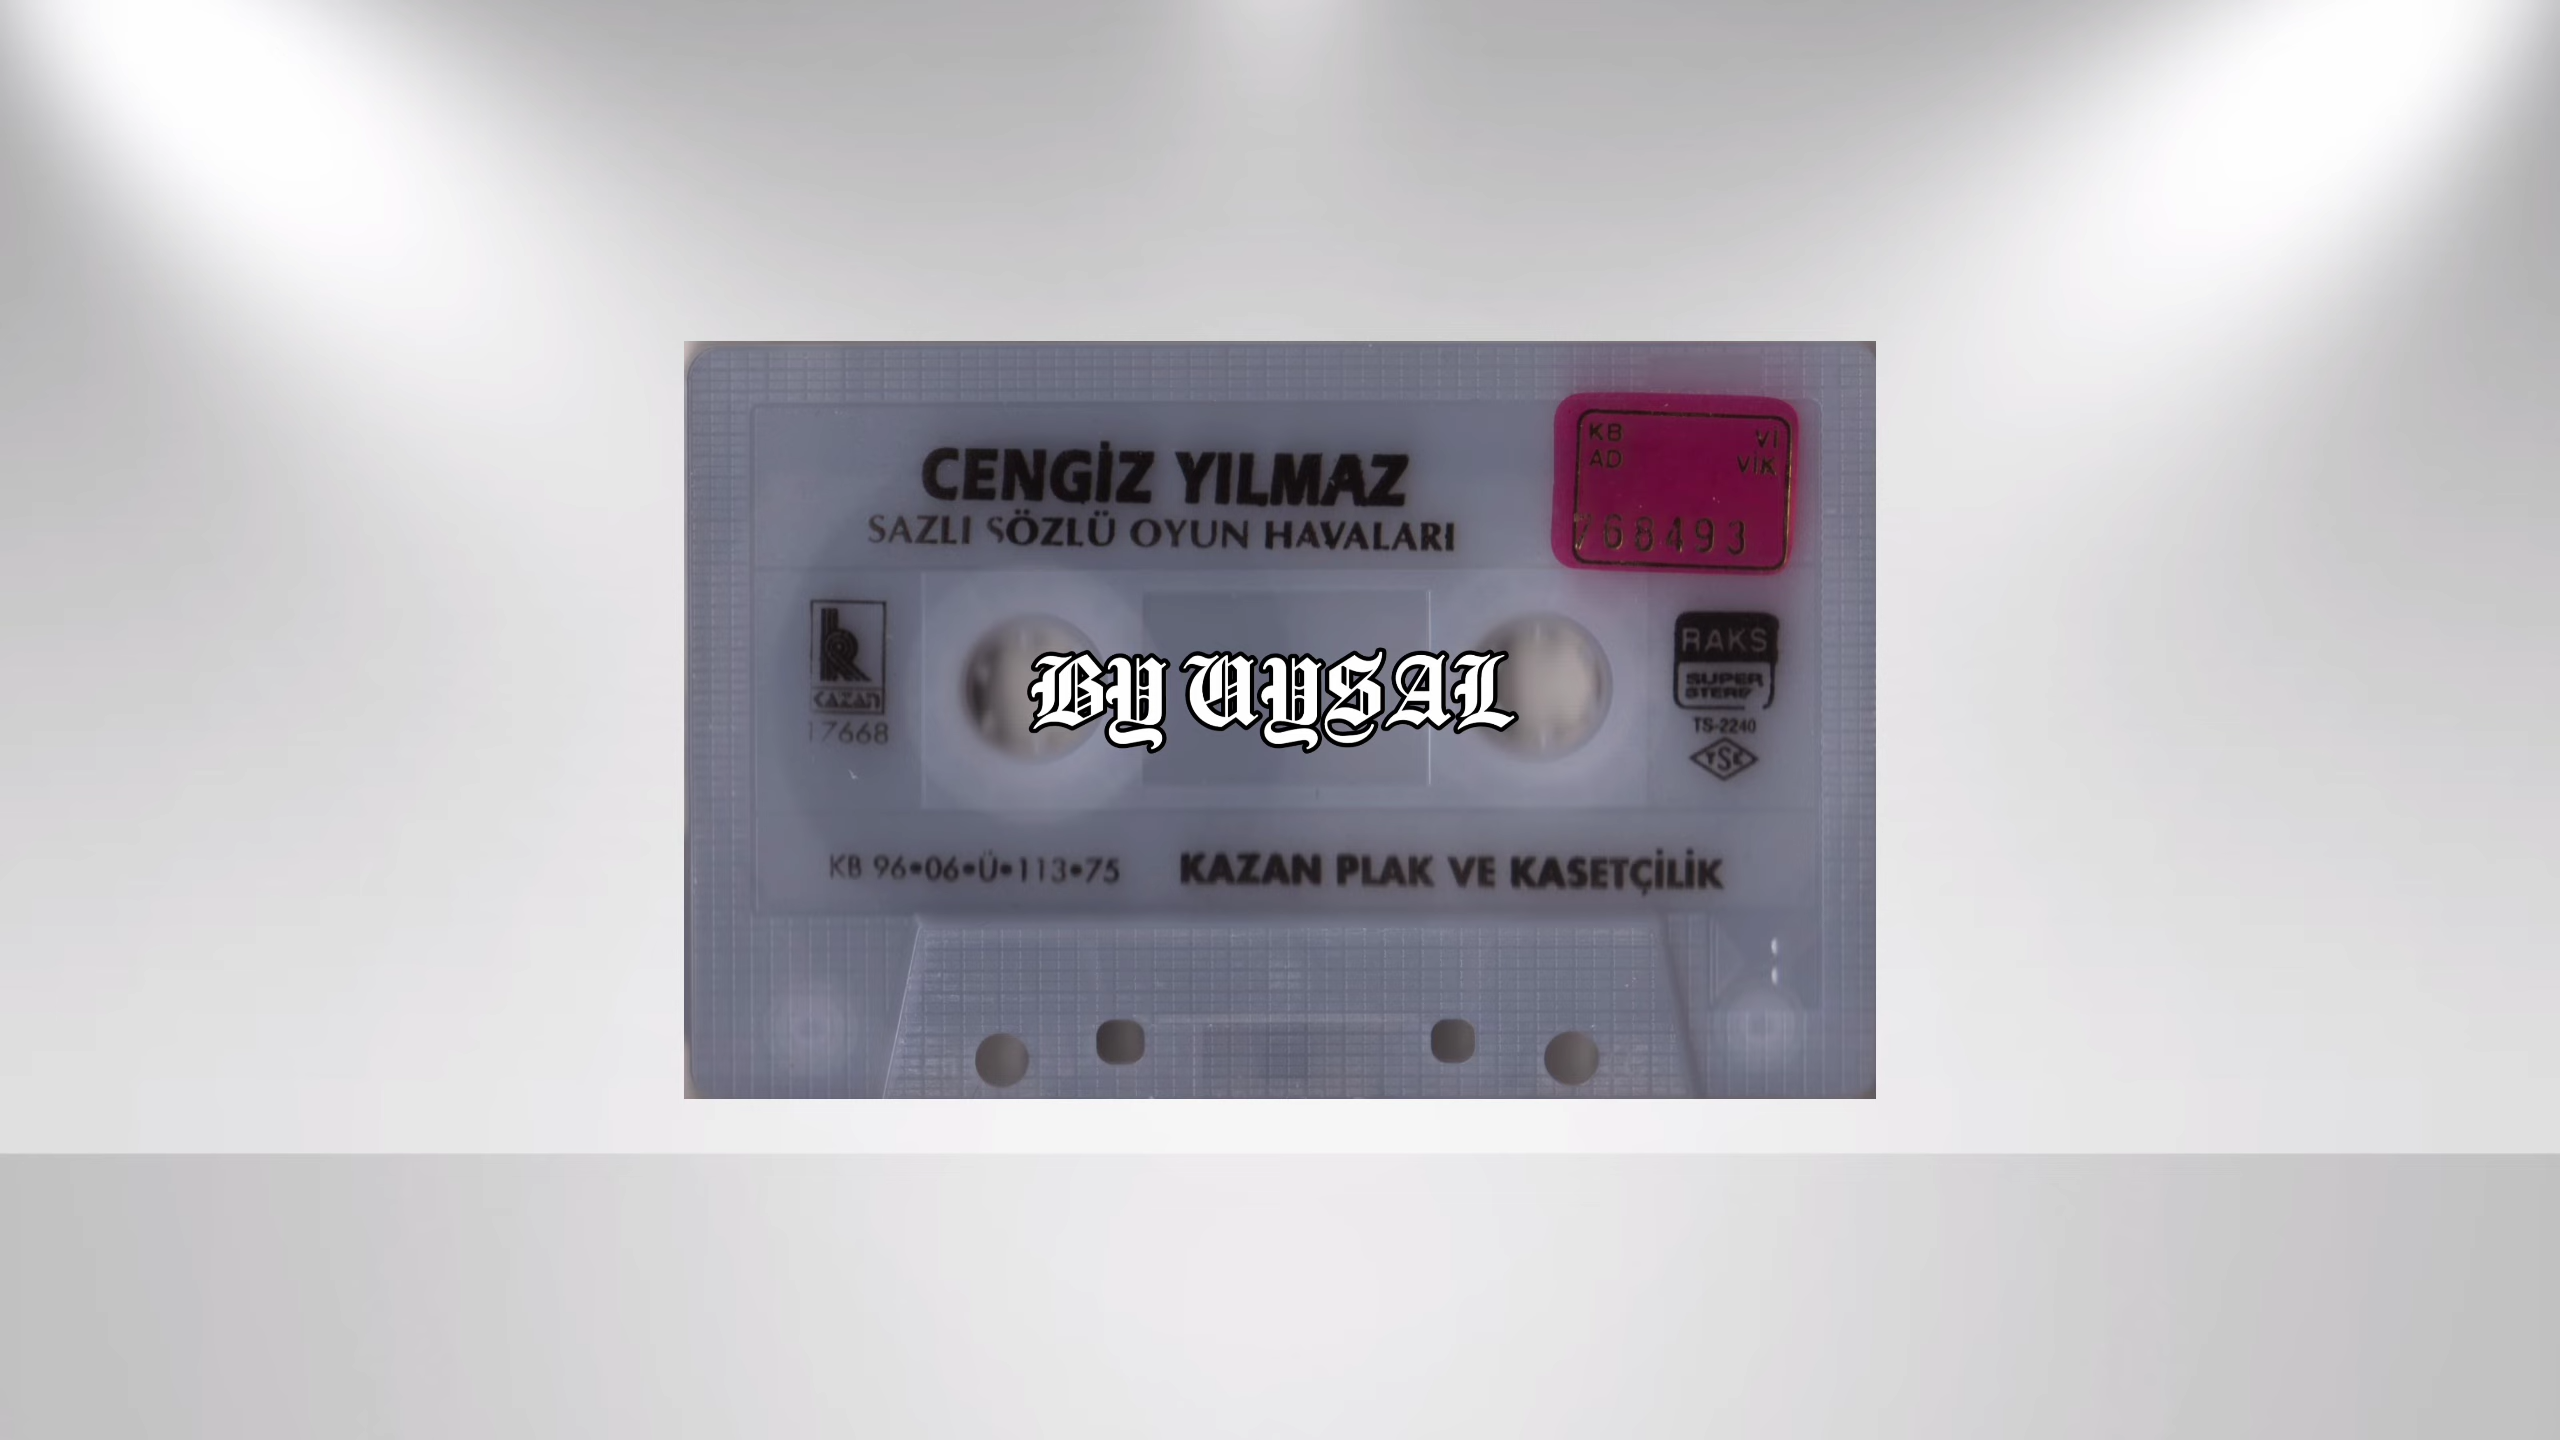 CENGİZ YILMAZ
SAZLI SÖZLÜ OYUN HAVALARI
KB
AD
Vİ
VİK
768493
KAZAN
17668
BY UYSAL
RAKS
SUPER
STEREO
TS-2240
TSE
KB 96•06•Ü•113•75
KAZAN PLAK VE KASETÇİLİK